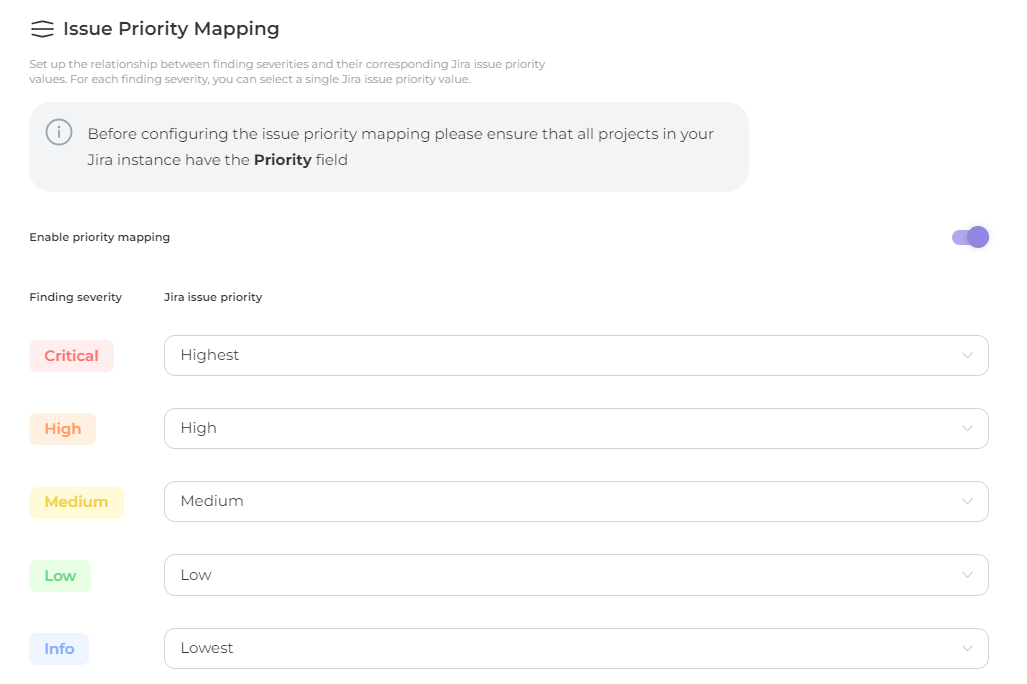 Issue Priority Mapping
Set up the relationship between finding severities and their corresponding Jira issue priority
values. For each finding severity, you can select a single Jira issue priority value.
Before configuring the issue priority mapping please ensure that all projects in your
Jira instance have the Priority field
Enable priority mapping
Finding severity Jira issue priority
Critical Highest
High High
Medium Medium
Low Low
Info Lowest